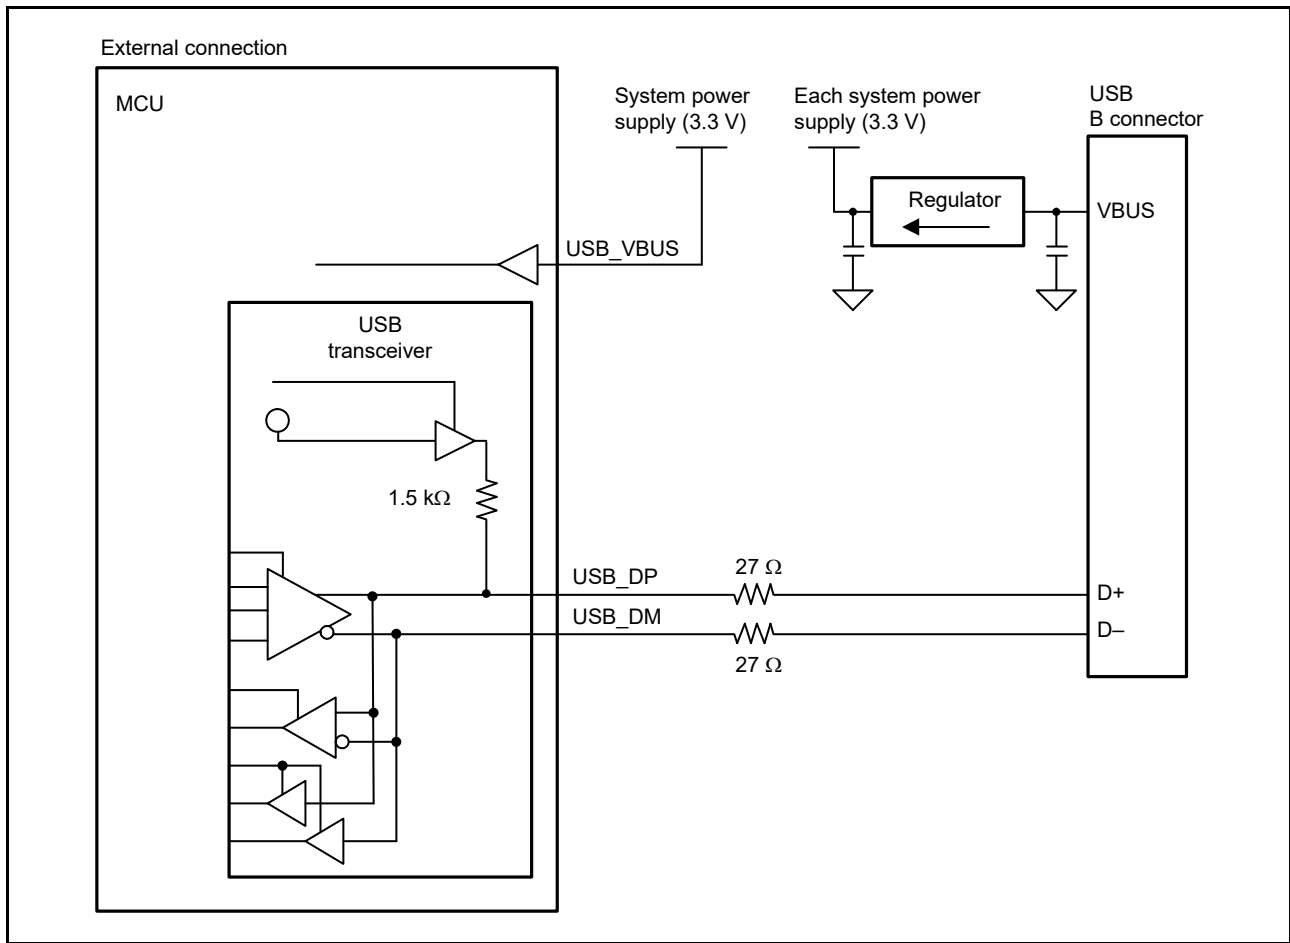 External connection
MCU
System power
supply (3.3 V)
Each system power
supply (3.3 V)
USB
B connector
Regulator
VBUS
USB_VBUS
USB
transceiver
1.5 kΩ
USB_DP
27 Ω
D+
USB_DM
D–
27 Ω